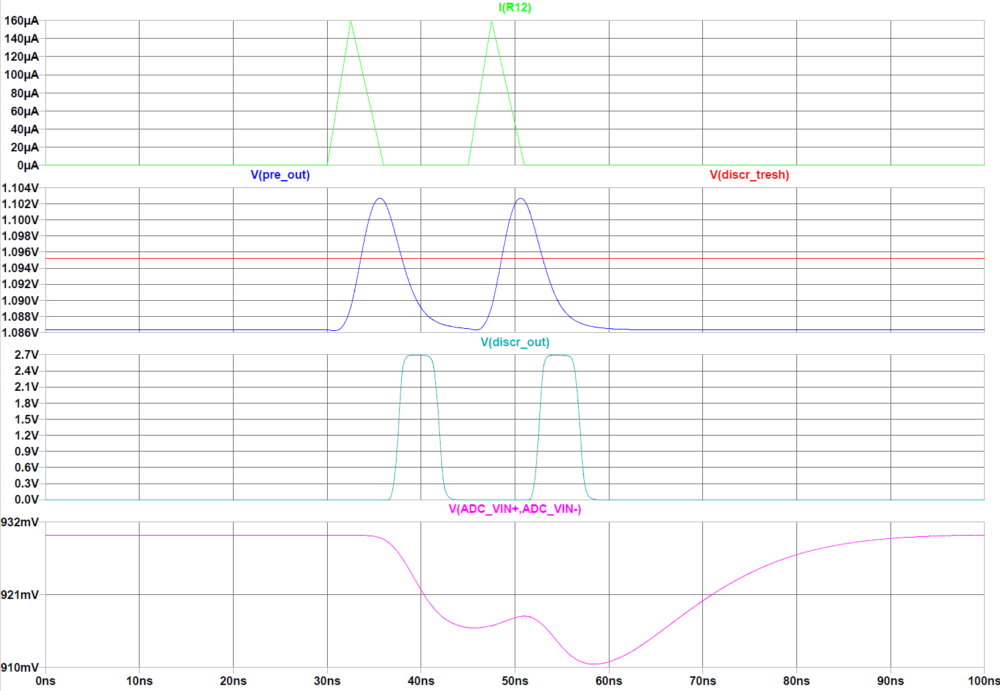 I(R12)
160µA
140µA
120µA
100µA
80µA
60µA
40µA
20µA
0µA
V(pre_out) V(discr_tresh)
1.104V
1.102V
1.100V
1.098V
1.096V
1.094V
1.092V
1.090V
1.088V
1.086V
V(discr_out)
2.7V
2.4V
2.1V
1.8V
1.5V
1.2V
0.9V
0.6V
0.3V
0.0V
V(ADC_VIN+,ADC_VIN-)
932mV
921mV
910mV
0ns 10ns 20ns 30ns 40ns 50ns 60ns 70ns 80ns 90ns 100ns